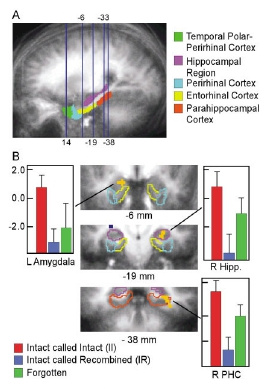 A
-6 -33
Temporal Polar-
Perirhinal Cortex
Hippocampal
Region
Perirhinal Cortex
Entorhinal Cortex
Parahippocampal
Cortex
14 -19 -38
B
2.0
0.0
-2.0
L Amygdala
-6 mm
R Hipp.
-19 mm
- 38 mm
Intact called Intact (II)
Intact called Recombined (IR)
Forgotten
R PHC